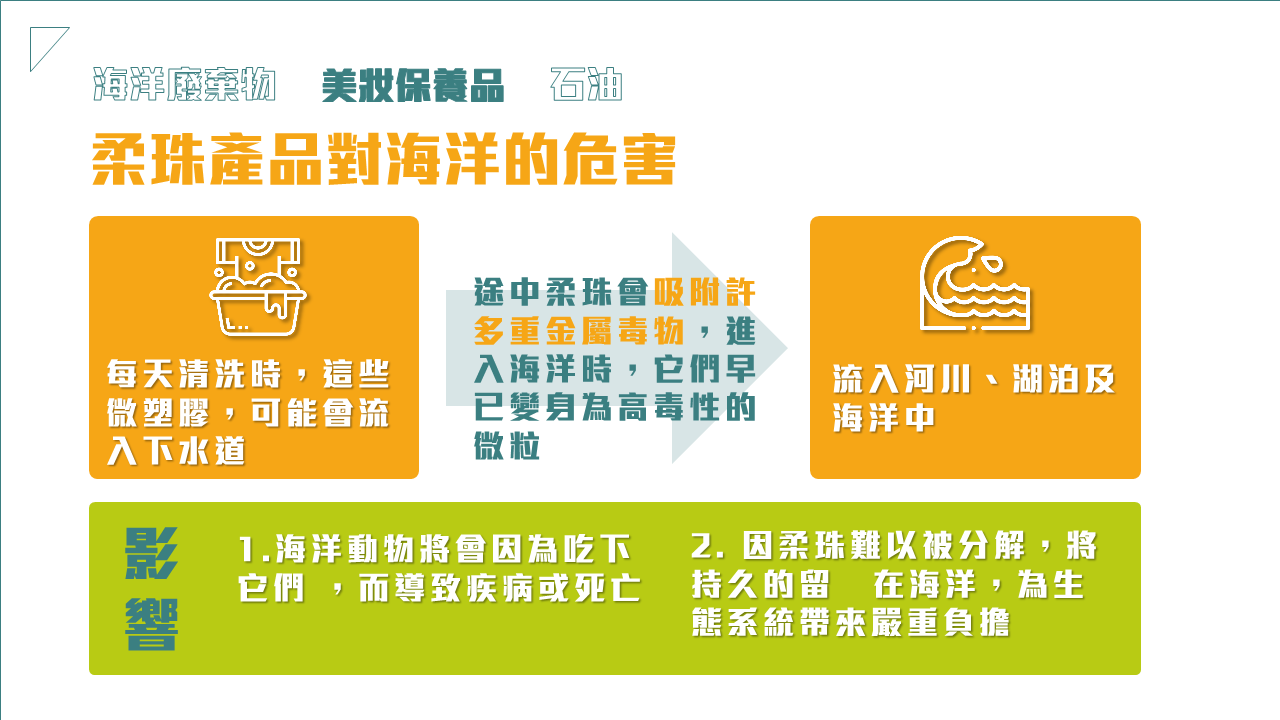 海洋廢棄物 美妝保養品 石油
柔珠產品對海洋的危害
每天清洗時，這些
微塑膠，可能會流
入下水道
途中柔珠會吸附許
多重金屬毒物，進
入海洋時，它們早
已變身為高毒性的
微粒
流入河川、湖泊及
海洋中
影
響
1.海洋動物將會因為吃下
它們 ，而導致疾病或死亡
2. 因柔珠難以被分解，將
持久的留 在海洋，為生
態系統帶來嚴重負擔